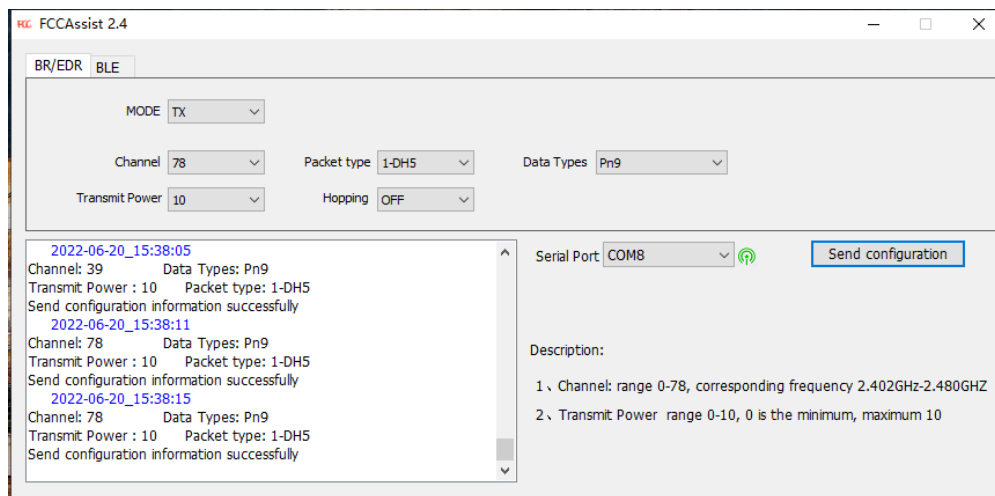 FCC FCCAssist 2.4
BR/EDR BLE
MODE TX
Channel 78 Packet type 1-DH5 Data Types Pn9
Transmit Power 10 Hopping OFF
2022-06-20_15:38:05
Channel: 39 Data Types: Pn9
Transmit Power : 10 Packet type: 1-DH5
Send configuration information successfully
2022-06-20_15:38:11
Channel: 78 Data Types: Pn9
Transmit Power : 10 Packet type: 1-DH5
Send configuration information successfully
2022-06-20_15:38:15
Channel: 78 Data Types: Pn9
Transmit Power : 10 Packet type: 1-DH5
Send configuration information successfully
Serial Port COM8 Send configuration
Description:
1、Channel: range 0-78, corresponding frequency 2.402GHz-2.480GHZ
2、Transmit Power range 0-10, 0 is the minimum, maximum 10